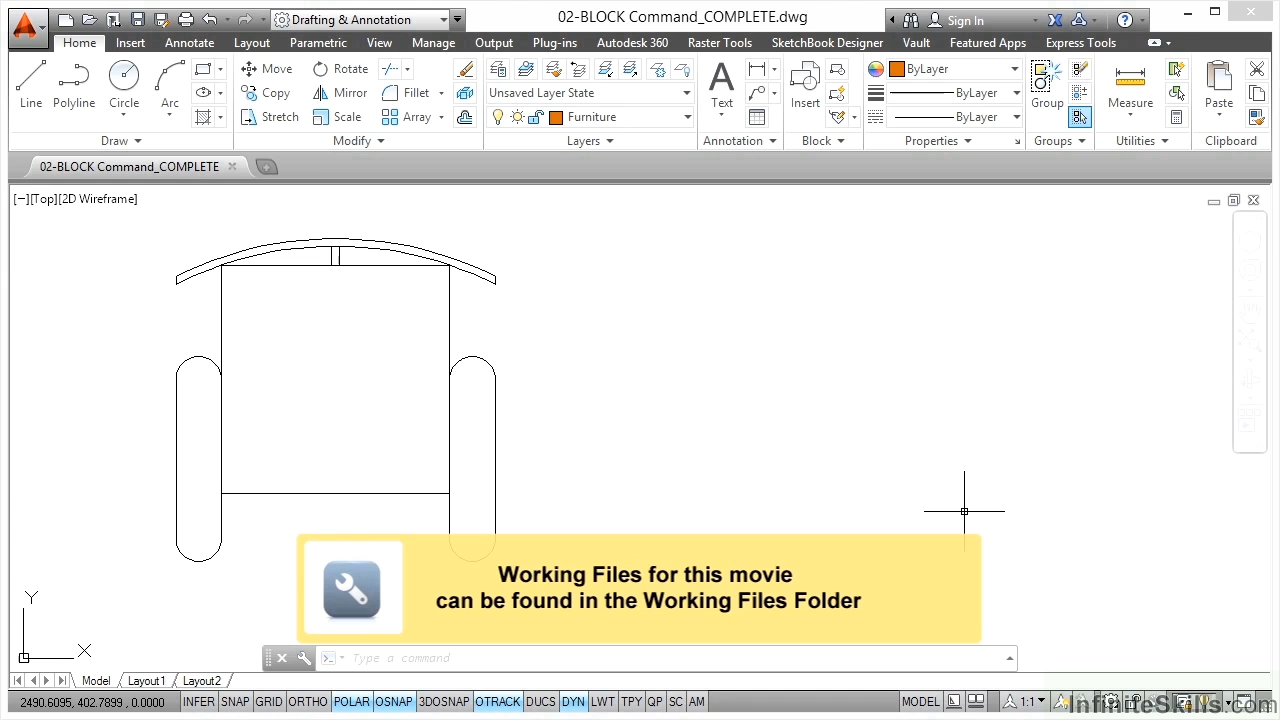 Drafting & Annotation
02-BLOCK Command_COMPLETE.dwg
Sign In
Home Insert Annotate Layout Parametric View Manage Output Plug-ins Autodesk 360 Raster Tools SketchBook Designer Vault Featured Apps Express Tools
Line Polyline Circle Arc
Move Rotate
Copy Mirror Fillet
Stretch Scale Array
Unsaved Layer State
Furniture
Text
Insert
ByLayer
ByLayer
ByLayer
Group
Measure
Paste
Draw Modify Layers Annotation Block Properties Groups Utilities Clipboard
02-BLOCK Command_COMPLETE
[−][Top][2D Wireframe]
Working Files for this movie
can be found in the Working Files Folder
Y
X
Type a command
Model Layout1 Layout2
2490.6095, 402.7899, 0.0000 INFER SNAP GRID ORTHO POLAR OSNAP 3DOSNAP OTRACK DUCS DYN LWT TPY QP SC AM MODEL 1:1
InfiniteSkills.com